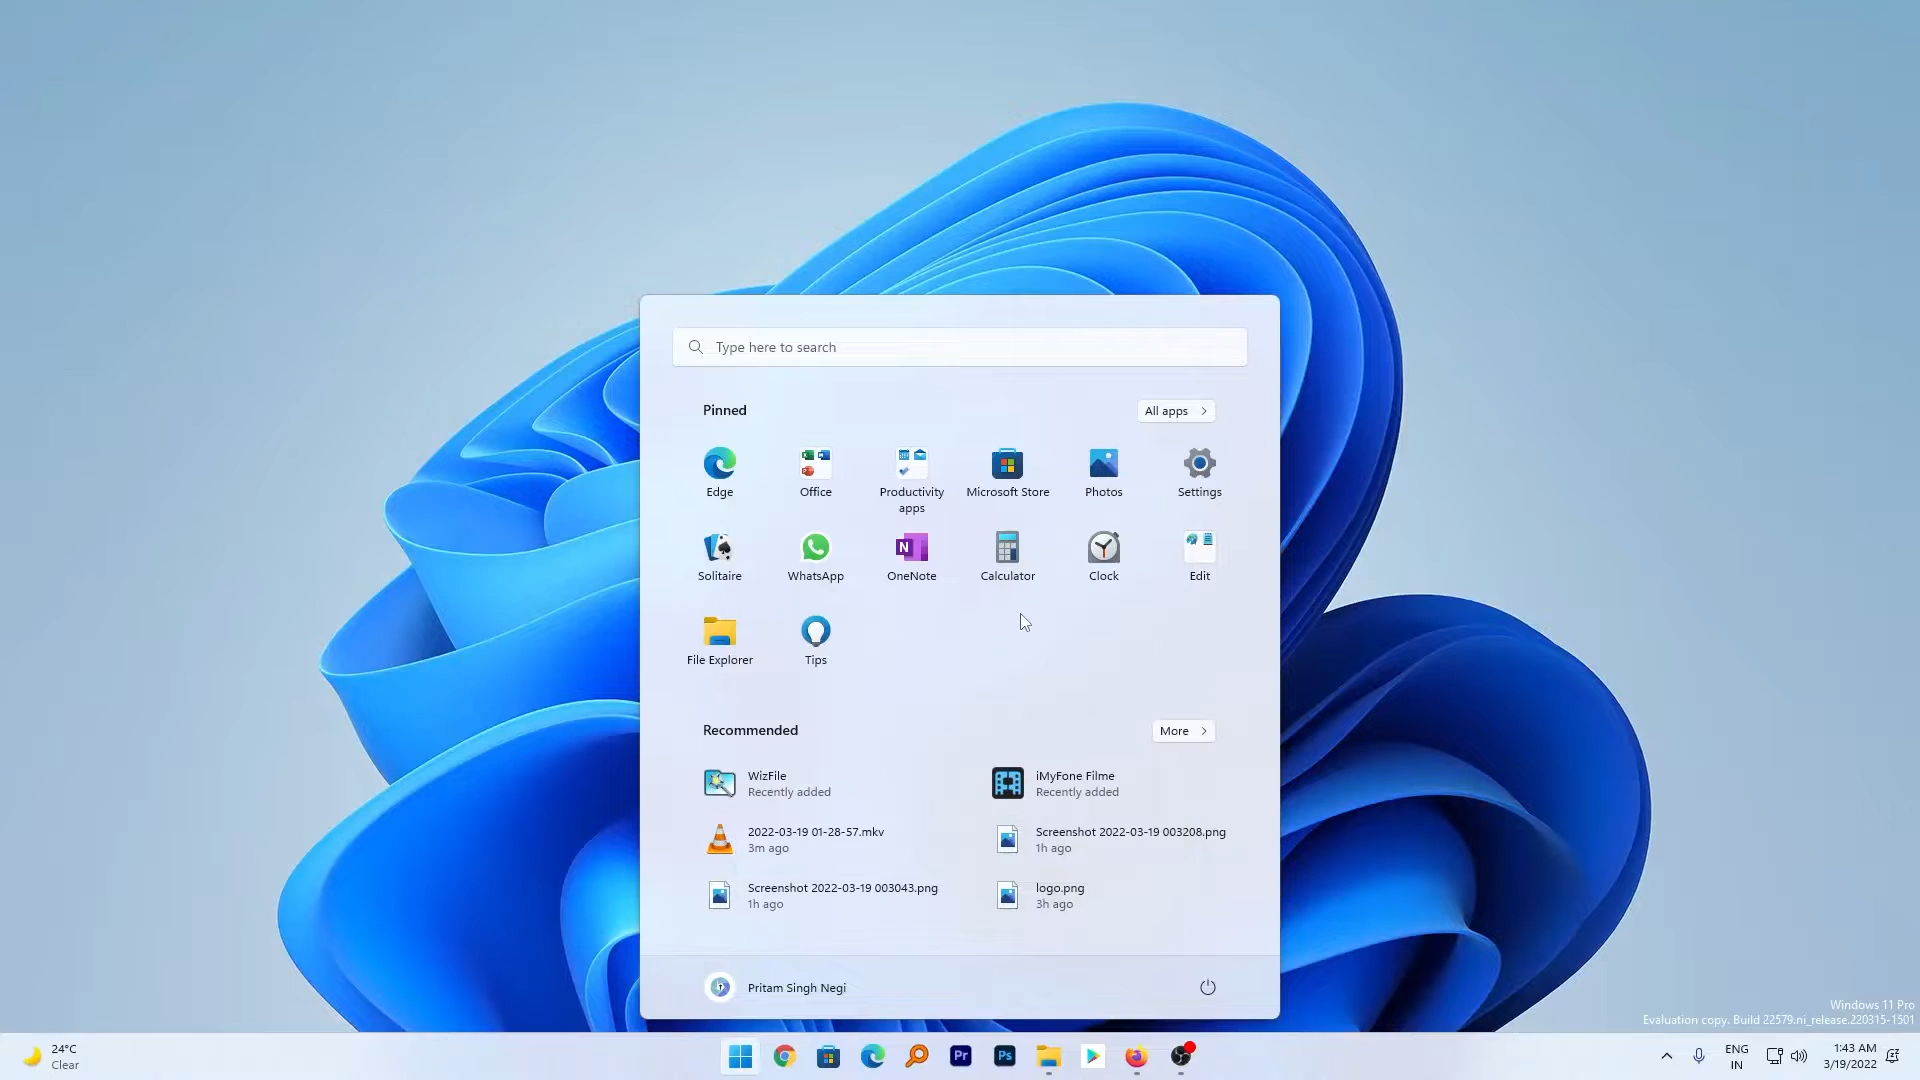 Type here to search
Pinned
All apps
Edge
Office
Productivity apps
Microsoft Store
Photos
Settings
Solitaire
WhatsApp
OneNote
Calculator
Clock
Edit
File Explorer
Tips
Recommended
More
WizFile
Recently added
iMyFone Filme
Recently added
2022-03-19 01-28-57.mkv
3m ago
Screenshot 2022-03-19 003208.png
1h ago
Screenshot 2022-03-19 003043.png
1h ago
logo.png
3h ago
Pritam Singh Negi
Windows 11 Pro
Evaluation copy. Build 22579.ni_release.220315-1501
24°C
Clear
Pr
Ps
ENG
IN
1:43 AM
3/19/2022